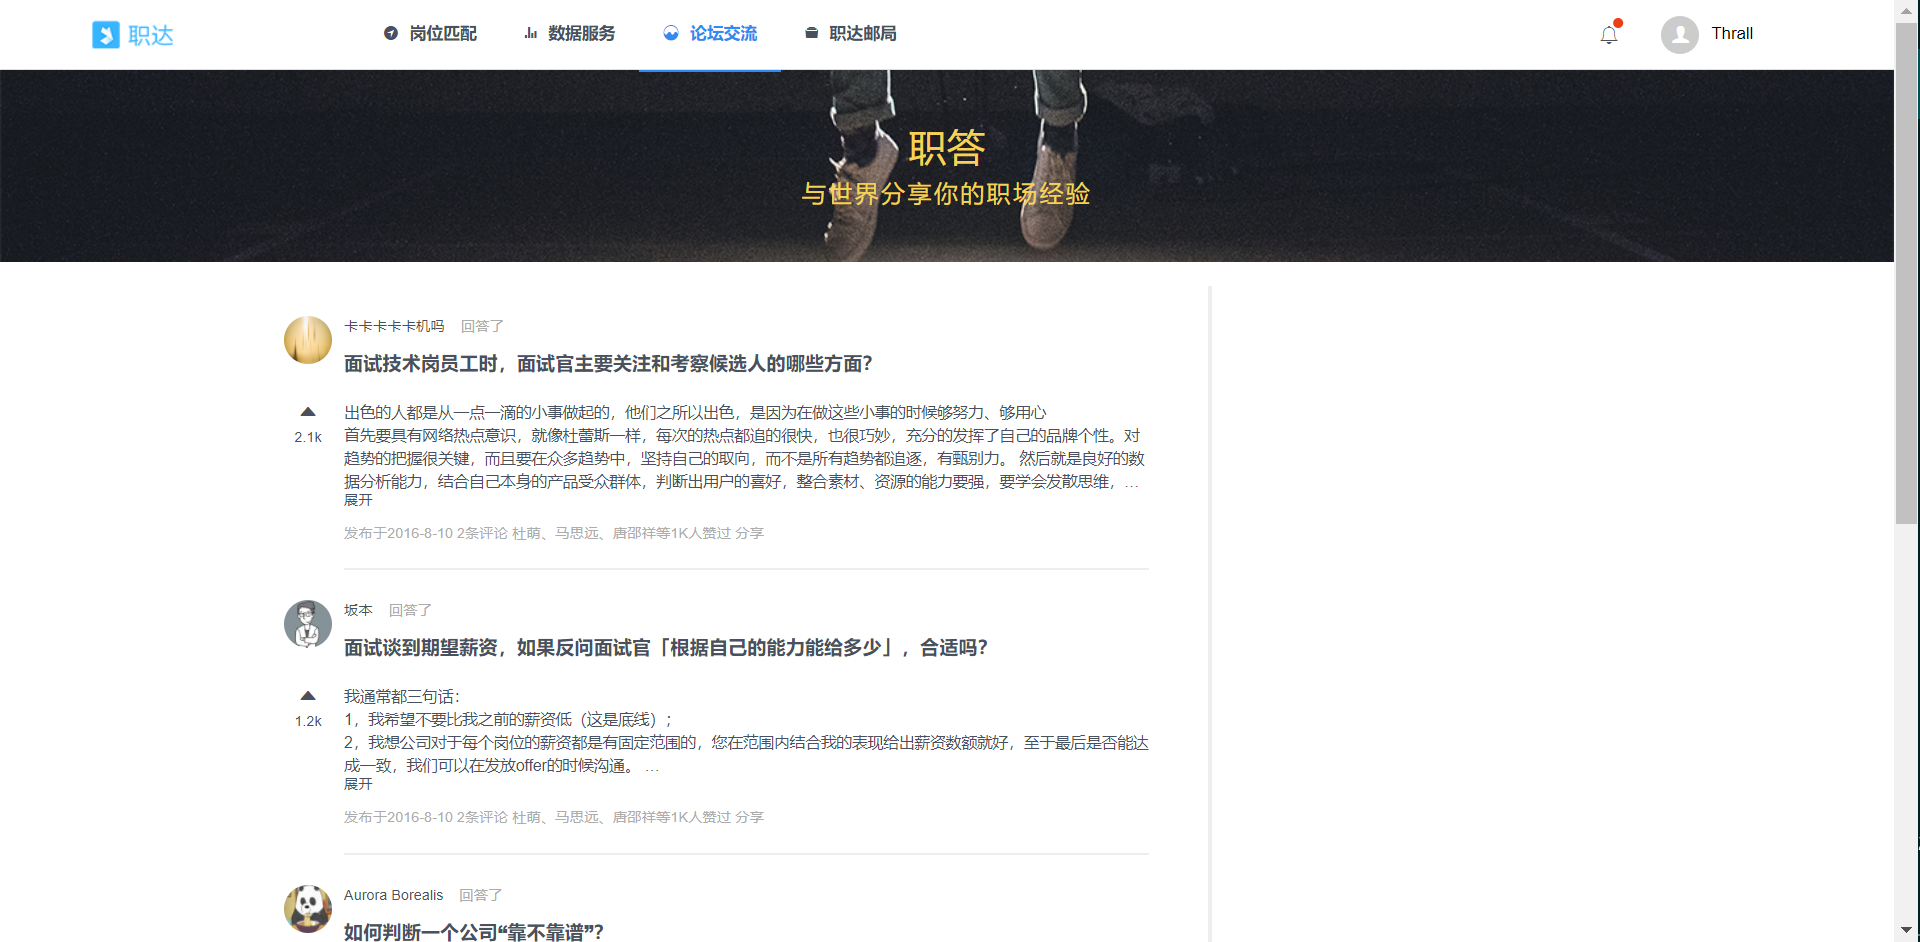 职达
岗位匹配
数据服务
论坛交流
职达邮局
Thrall
职答
与世界分享你的职场经验
卡卡卡卡卡机吗 回答了
面试技术岗员工时，面试官主要关注和考察候选人的哪些方面？
2.1k
出色的人都是从一点一滴的小事做起的，他们之所以出色，是因为在做这些小事的时候够努力、够用心
首先要具有网络热点意识，就像杜蕾斯一样，每次的热点都追的很快，也很巧妙，充分的发挥了自己的品牌个性。对
趋势的把握很关键，而且要在众多趋势中，坚持自己的取向，而不是所有趋势都追逐，有甄别力。 然后就是良好的数
据分析能力，结合自己本身的产品受众群体，判断出用户的喜好，整合素材、资源的能力要强，要学会发散思维，...
展开
发布于2016-8-10 2条评论 杜萌、马思远、唐邵祥等1K人赞过 分享
坂本 回答了
面试谈到期望薪资，如果反问面试官「根据自己的能力能给多少」，合适吗？
1.2k
我通常都三句话：
1，我希望不要比我之前的薪资低（这是底线）；
2，我想公司对于每个岗位的薪资都是有固定范围的，您在范围内结合我的表现给出薪资数额就好，至于最后是否能达
成一致，我们可以在发放offer的时候沟通。 ...
展开
发布于2016-8-10 2条评论 杜萌、马思远、唐邵祥等1K人赞过 分享
Aurora Borealis 回答了
如何判断一个公司“靠不靠谱”？